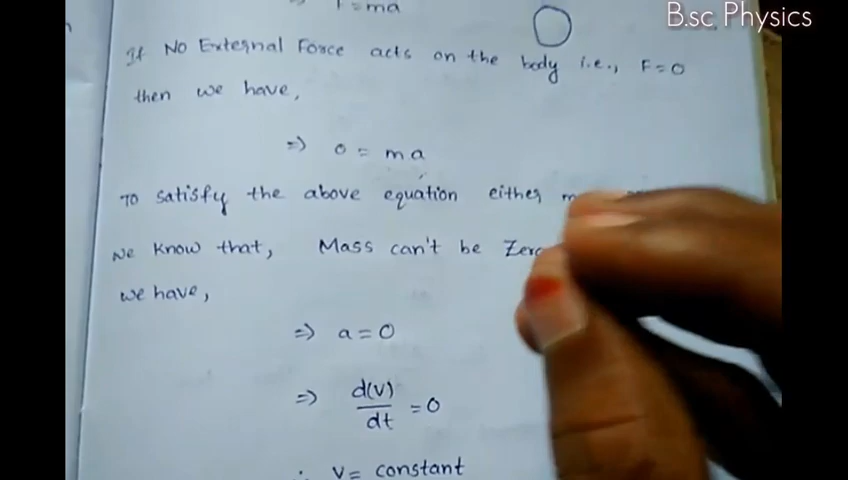 B.sc Physics
⇒ F = ma
If No External Force acts on the body i.e., F = 0
then we have,
⇒ 0 = ma
To satisfy the above equation either
we know that, Mass can't be
we have,
⇒ a = 0
⇒ d(v)/dt = 0
∴ v = constant